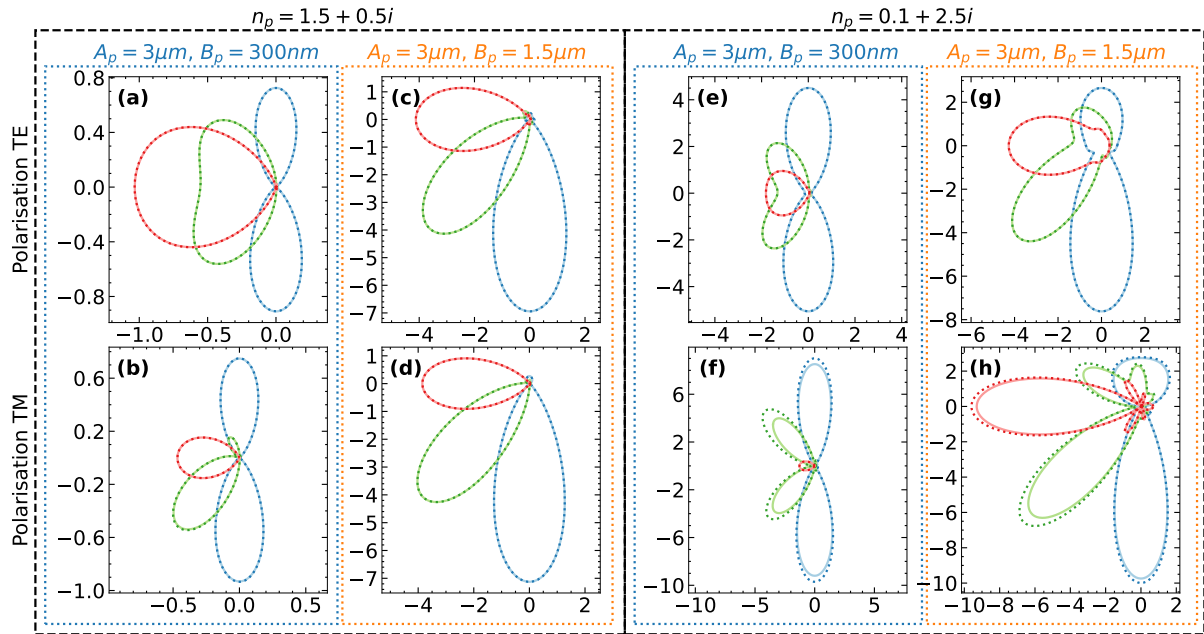 n_p = 1.5 + 0.5i
n_p = 0.1 + 2.5i
A_p = 3μm, B_p = 300nm
A_p = 3μm, B_p = 1.5μm
A_p = 3μm, B_p = 300nm
A_p = 3μm, B_p = 1.5μm
Polarisation TE
(a)
0.8
0.4
0.0
−0.4
−0.8
−1.0 −0.5 0.0
(c)
1
0
−1
−2
−3
−4
−5
−6
−7
−4 −2 0 2
(e)
4
2
0
−2
−4
−4 −2 0 2 4
(g)
2
0
−2
−4
−6
−8
−4 −2 0 2
Polarisation TM
(b)
0.6
0.2
−0.2
−0.6
−1.0
−0.5 0.0 0.5
(d)
1
0
−1
−2
−3
−4
−5
−6
−7
−4 −2 0 2
(f)
6
2
−2
−6
−10
−10 −5 0 5
(h)
2
0
−2
−4
−6
−8
−10
−10 −8 −6 −4 −2 0 2